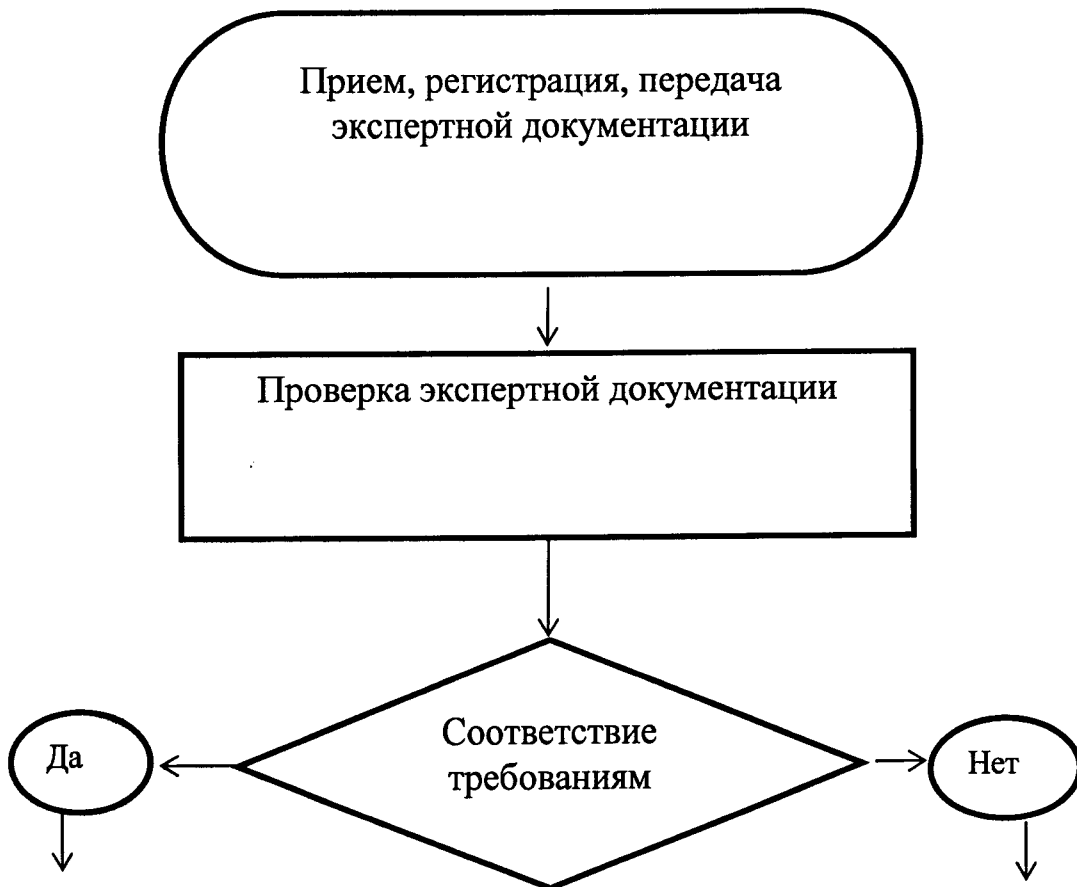 Прием, регистрация, передача
экспертной документации
Проверка экспертной документации
Соответствие
требованиям
Да
Нет